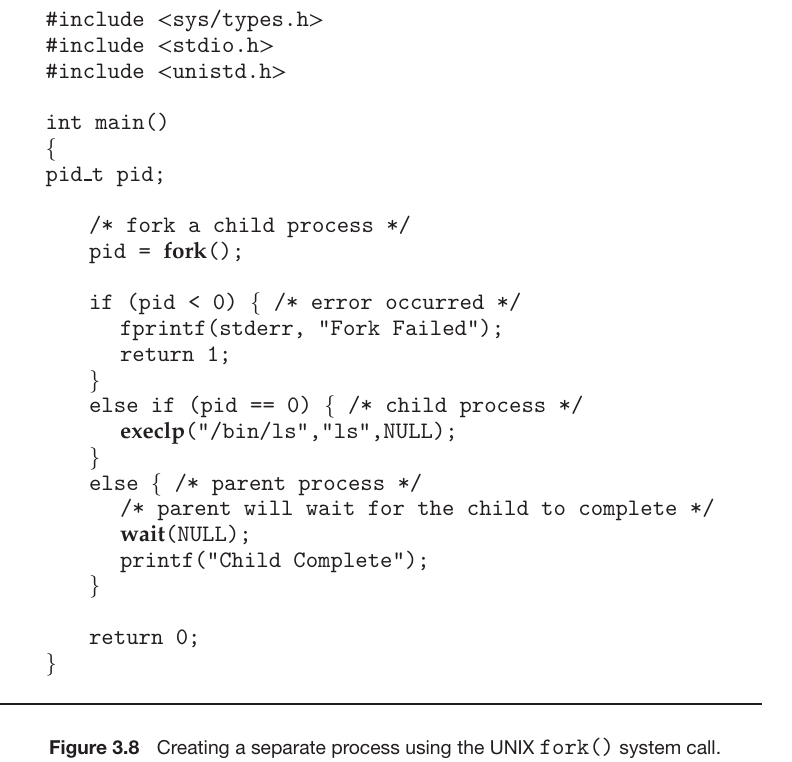 #include <sys/types.h>
#include <stdio.h>
#include <unistd.h>

int main()
{
pid_t pid;

   /* fork a child process */
   pid = fork();

   if (pid < 0) { /* error occurred */
      fprintf(stderr, "Fork Failed");
      return 1;
   }
   else if (pid == 0) { /* child process */
      execlp("/bin/ls","ls",NULL);
   }
   else { /* parent process */
      /* parent will wait for the child to complete */
      wait(NULL);
      printf("Child Complete");
   }

   return 0;
}

Figure 3.8 Creating a separate process using the UNIX fork() system call.